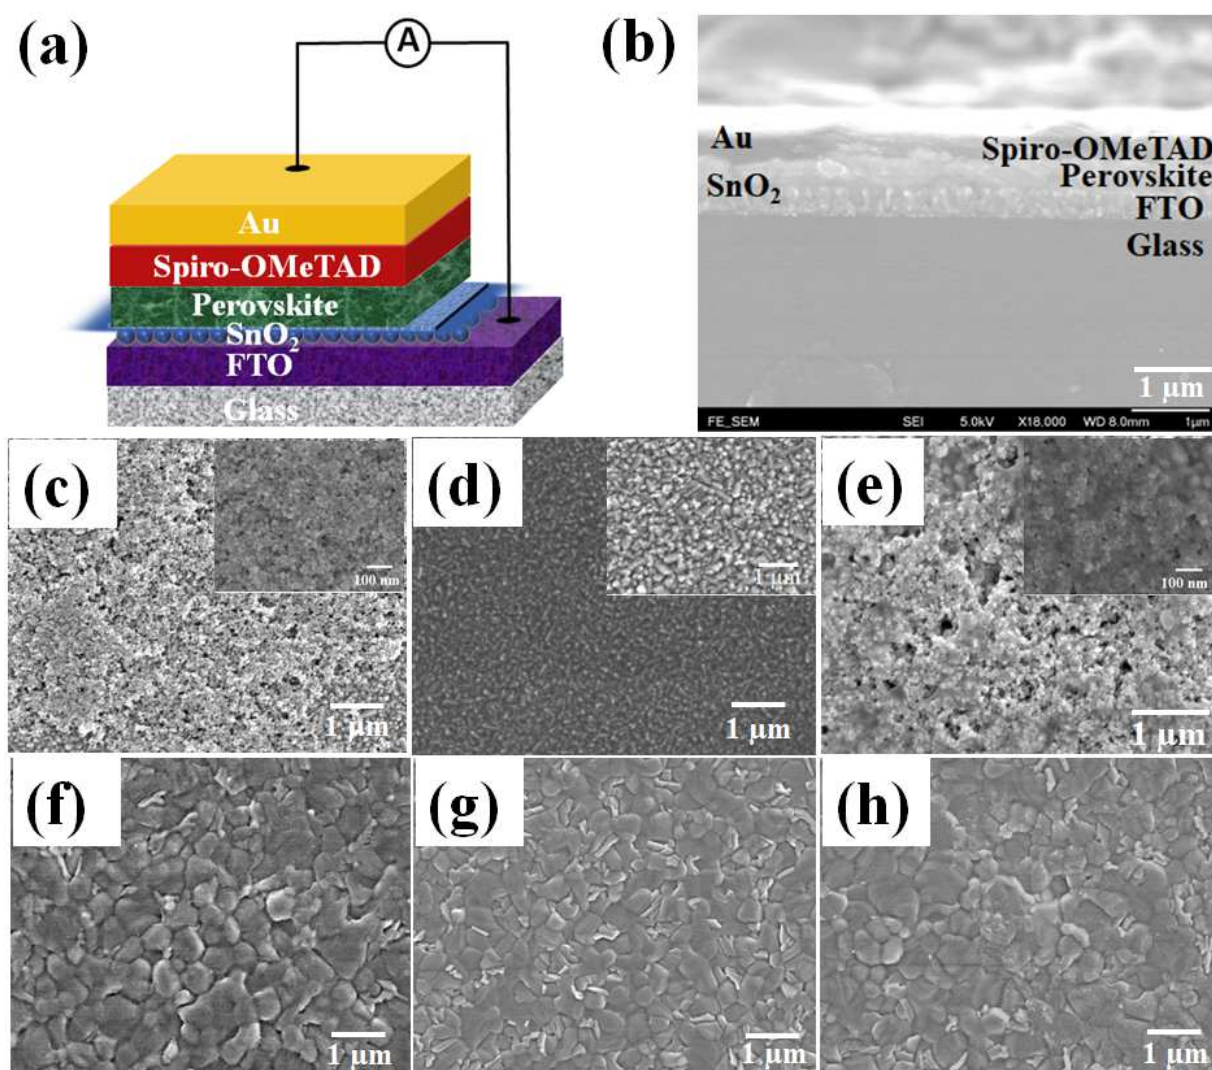 (a)
A
Au
Spiro-OMeTAD
Perovskite
SnO₂
FTO
Glass
(b)
Au
Spiro-OMeTAD
SnO₂
Perovskite
FTO
Glass
1 μm
FE_SEM SEI 5.0kV X18.000 WD 8.0mm 1μm
(c)
100 nm
1 μm
(d)
1 μm
1 μm
(e)
100 nm
1 μm
(f)
1 μm
(g)
1 μm
(h)
1 μm